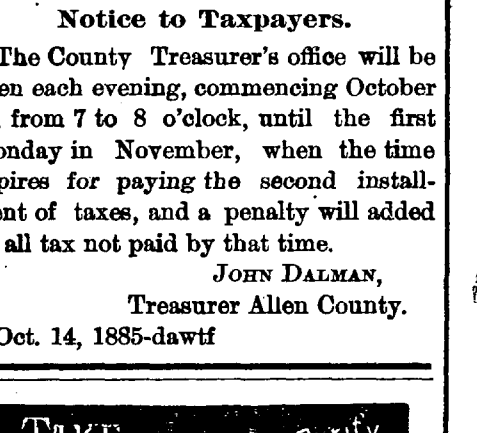 Notice to Taxpayers.
The County Treasurer's office will be
en each evening, commencing October
, from 7 to 8 o'clock, until the first
onday in November, when the time
pires for paying the second install-
nt of taxes, and a penalty will added
all tax not paid by that time.
JOHN DALMAN,
Treasurer Allen County.
Oct. 14, 1885-dawtf
TAKE